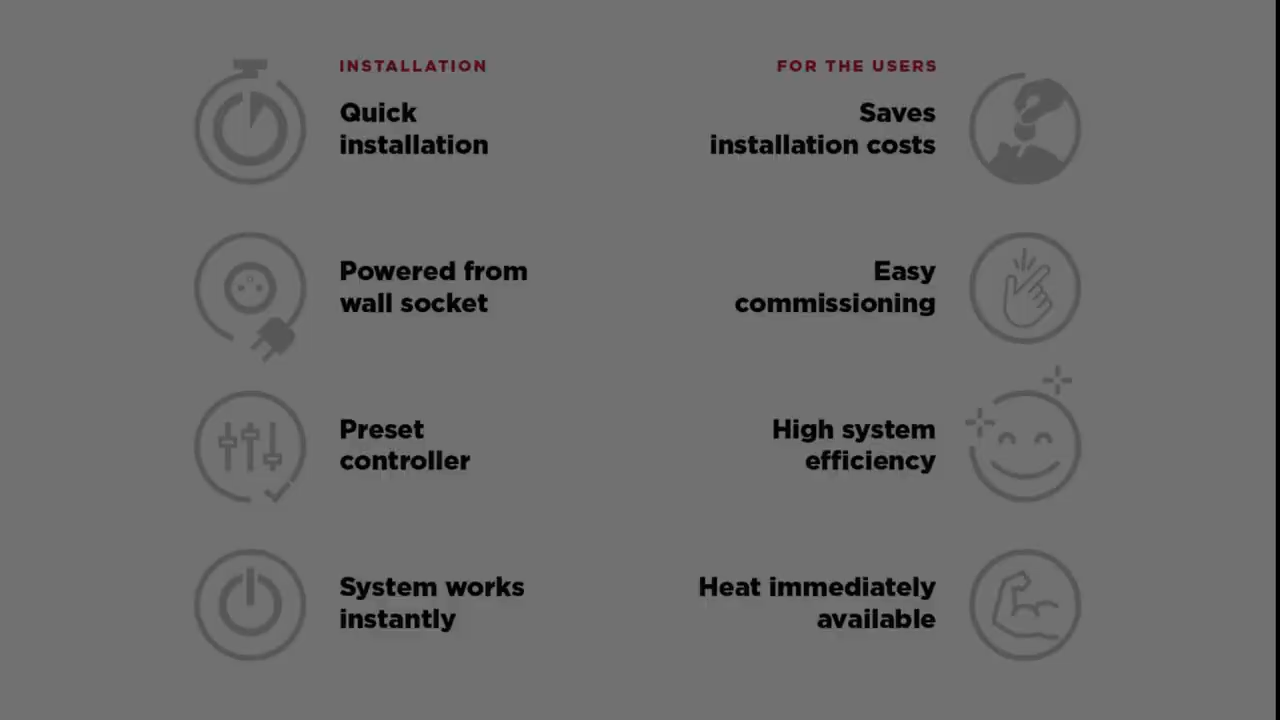 INSTALLATION
Quick
installation
Powered from
wall socket
Preset
controller
System works
instantly
FOR THE USERS
Saves
installation costs
Easy
commissioning
High system
efficiency
Heat immediately
available